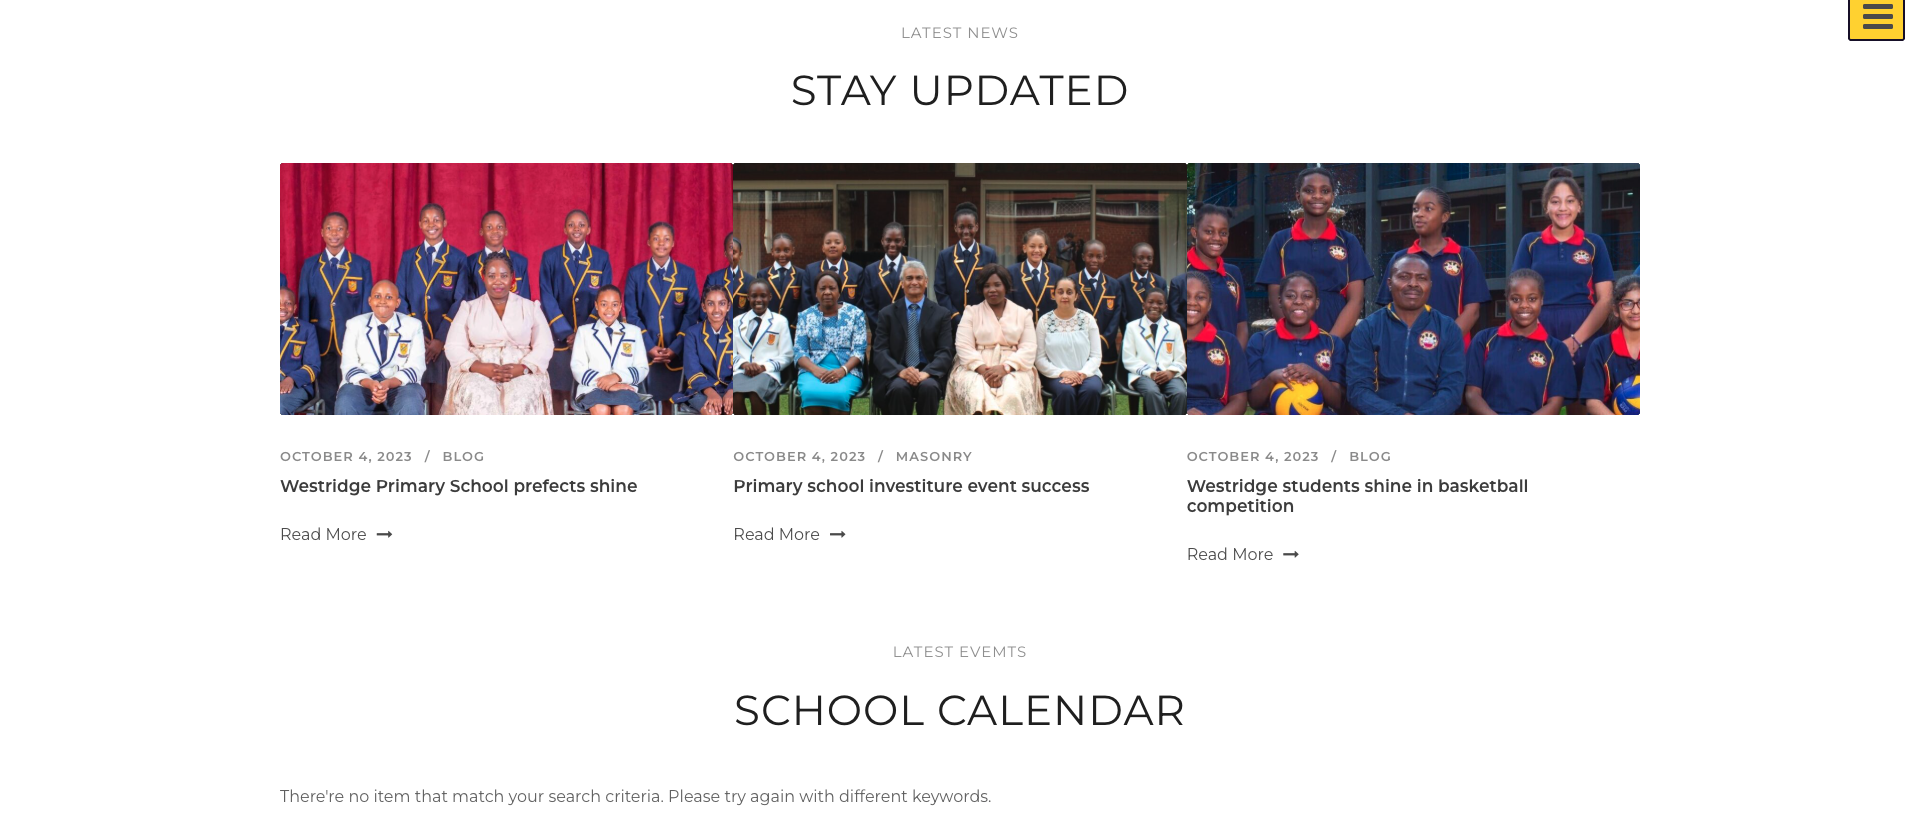 LATEST NEWS
STAY UPDATED
OCTOBER 4, 2023 / BLOG
Westridge Primary School prefects shine
Read More
OCTOBER 4, 2023 / MASONRY
Primary school investiture event success
Read More
OCTOBER 4, 2023 / BLOG
Westridge students shine in basketball
competition
Read More
LATEST EVEMTS
SCHOOL CALENDAR
There're no item that match your search criteria. Please try again with different keywords.